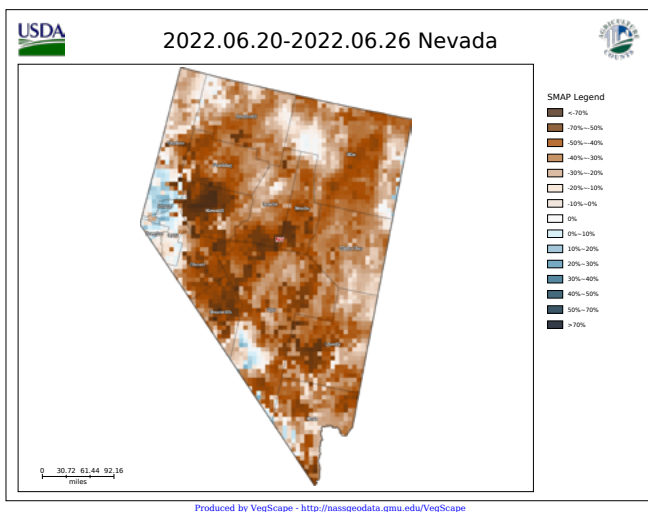 USDA
2022.06.20-2022.06.26 Nevada
AGRICULTURE
COUNTS
SMAP Legend
<-70%
-70%~-50%
-50%~-40%
-40%~-30%
-30%~-20%
-20%~-10%
-10%~0%
0%
0%~10%
10%~20%
20%~30%
30%~40%
40%~50%
50%~70%
>70%
0 30.72 61.44 92.16
miles
Produced by VegScape - http://nassgeodata.gmu.edu/VegScape